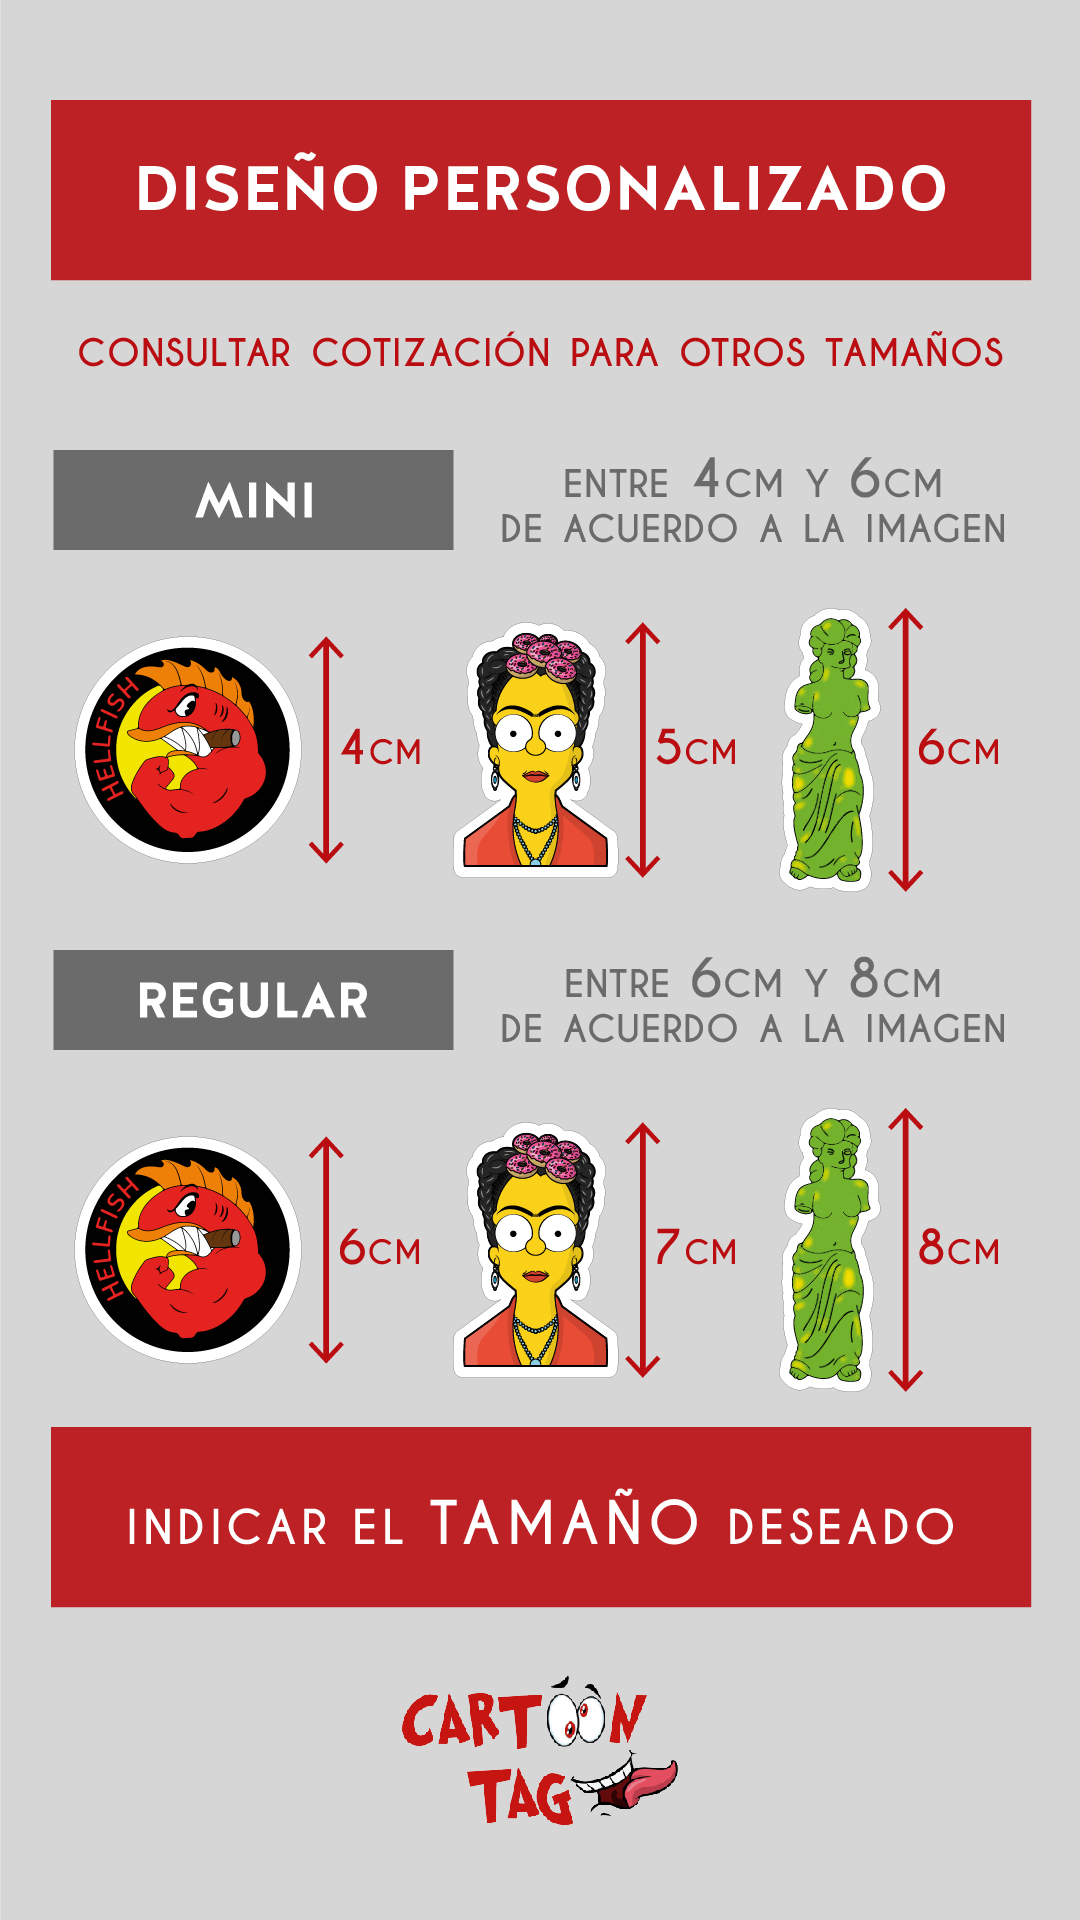 DISEÑO PERSONALIZADO
CONSULTAR COTIZACIÓN PARA OTROS TAMAÑOS
MINI
ENTRE 4CM Y 6CM
DE ACUERDO A LA IMAGEN
HELLFISH
4CM
5CM
6CM
REGULAR
ENTRE 6CM Y 8CM
DE ACUERDO A LA IMAGEN
HELLFISH
6CM
7CM
8CM
INDICAR EL TAMAÑO DESEADO
CARTOON
TAG